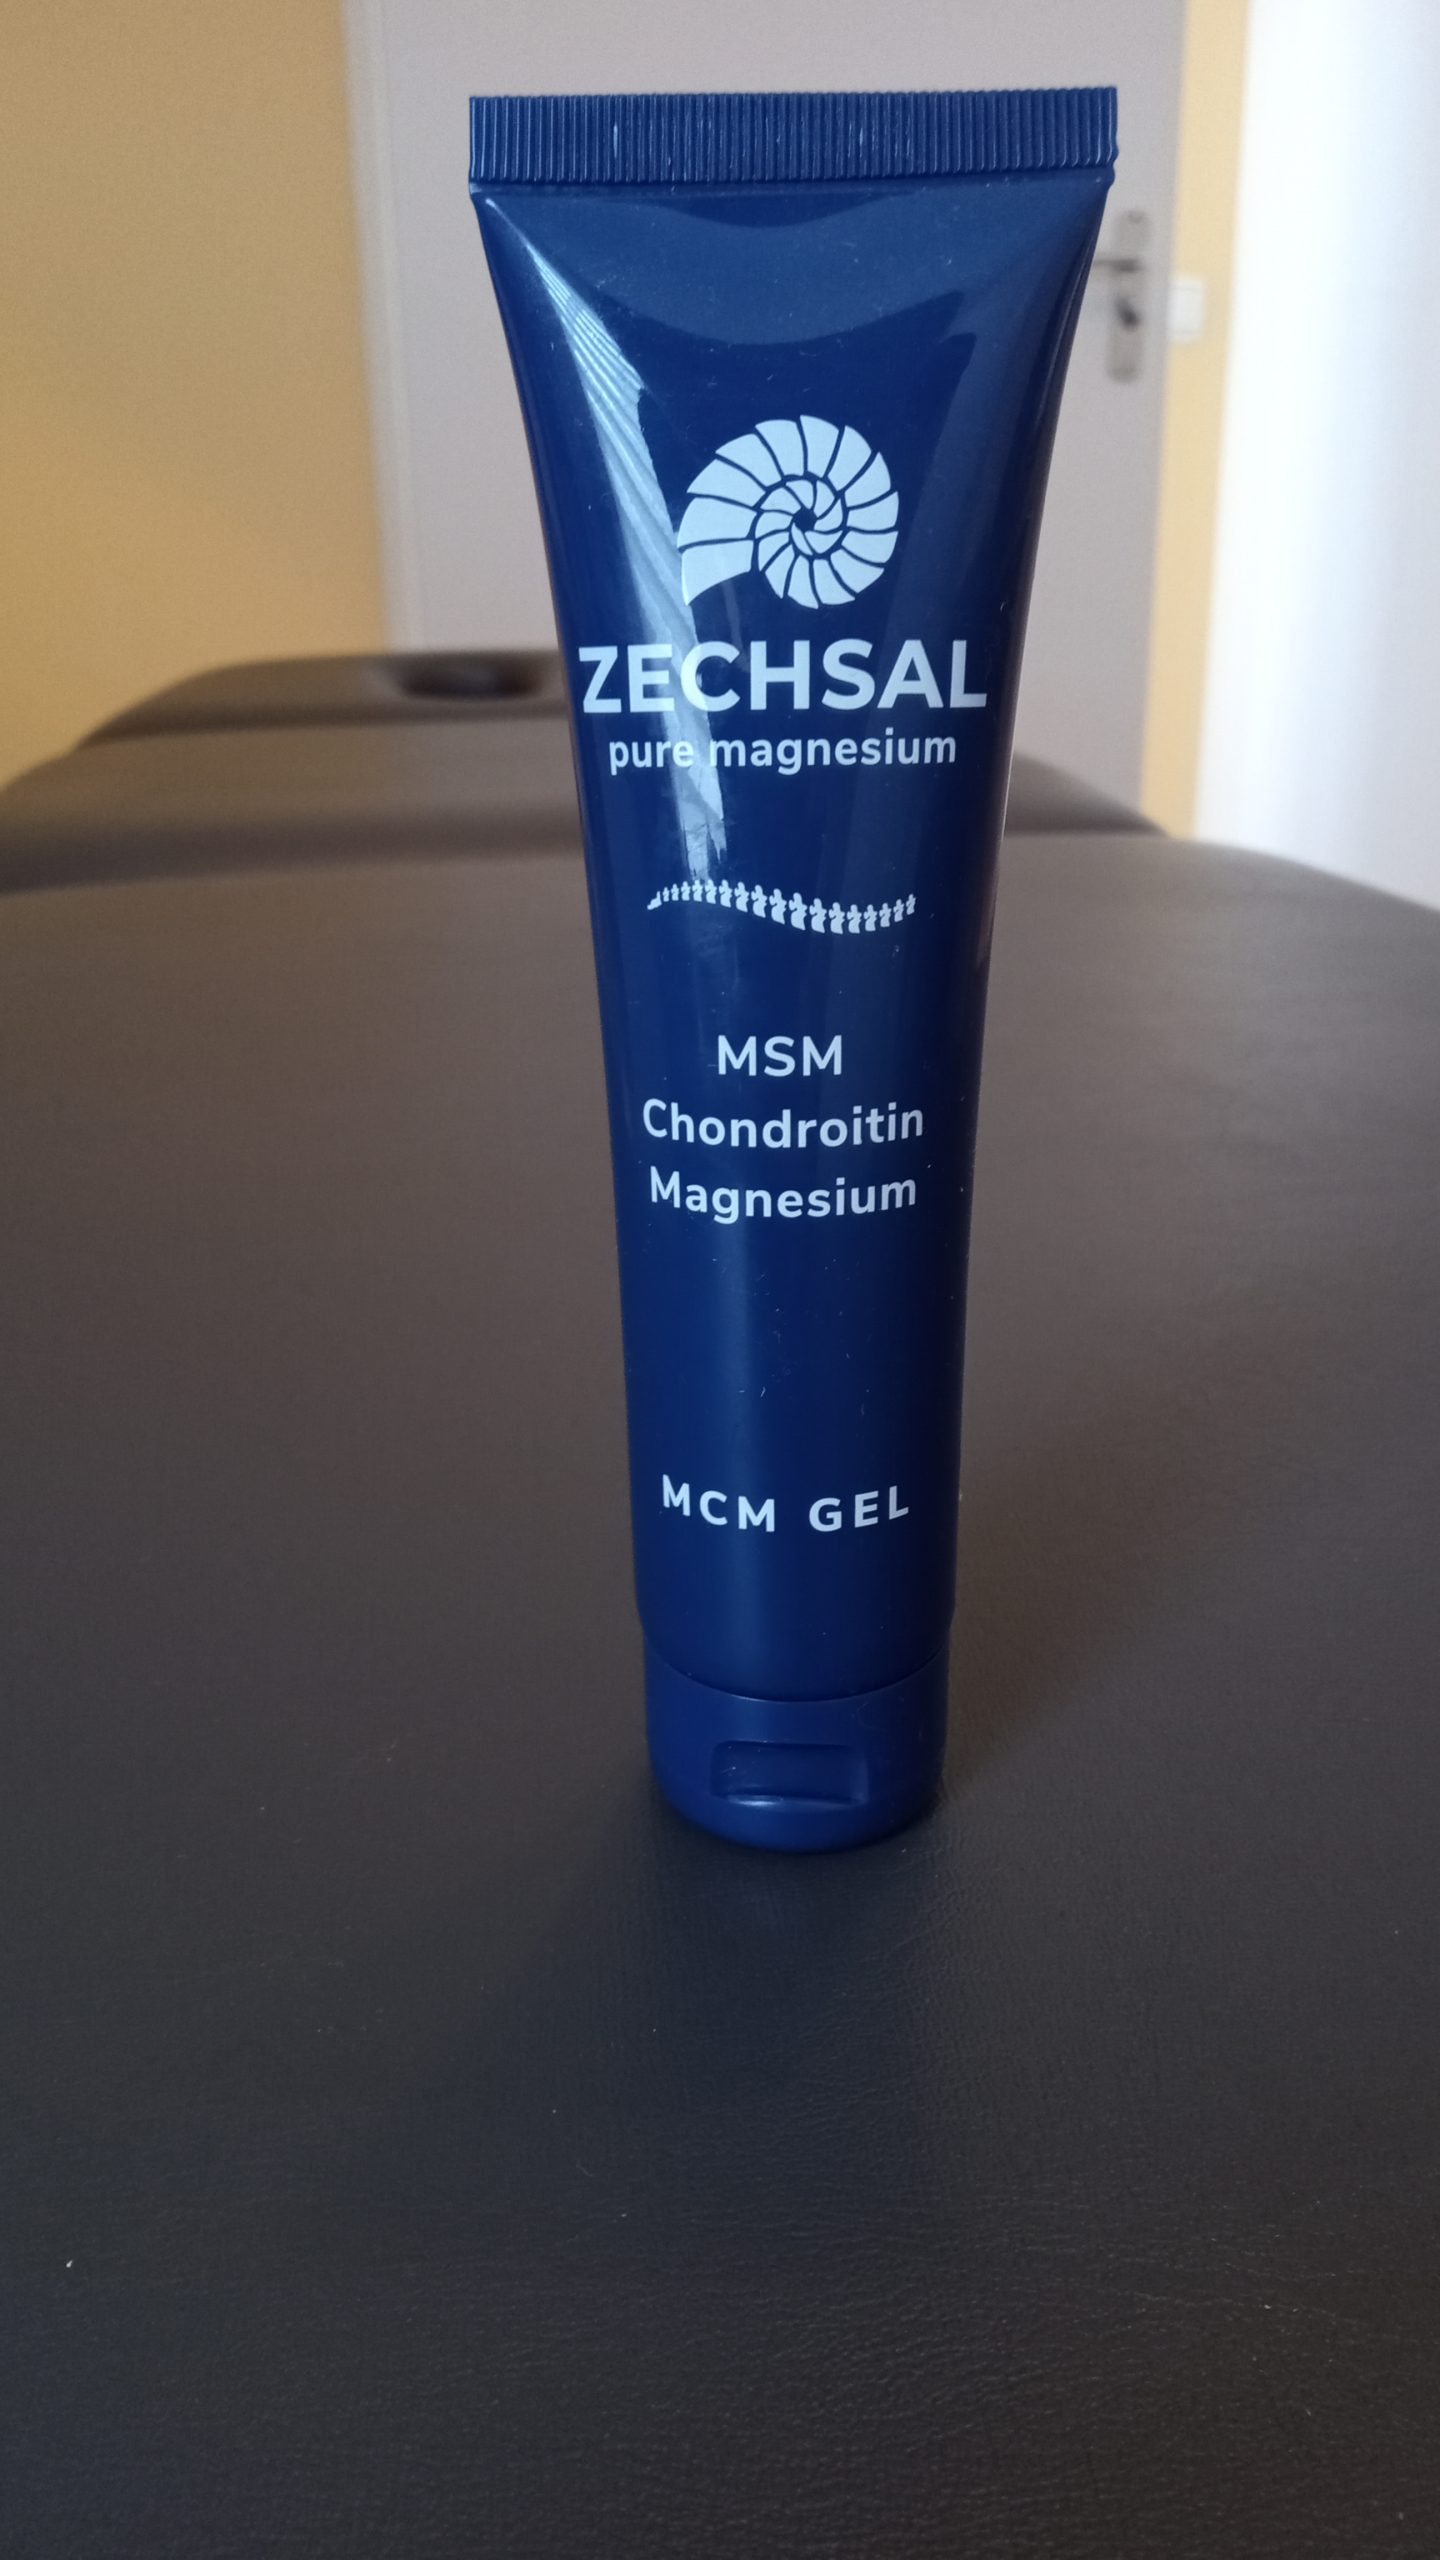 ZECHSAL
pure magnesium
MSM
Chondroitin
Magnesium
MCM GEL